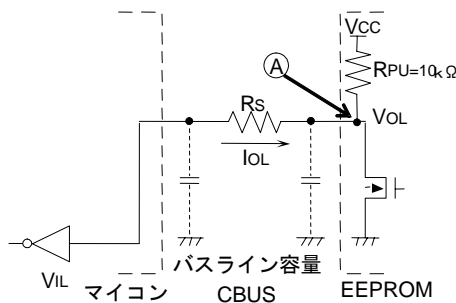 VCC
RPU=10kΩ
A
RS
VOL
IOL
VIL
バスライン容量
マイコン
CBUS
EEPROM